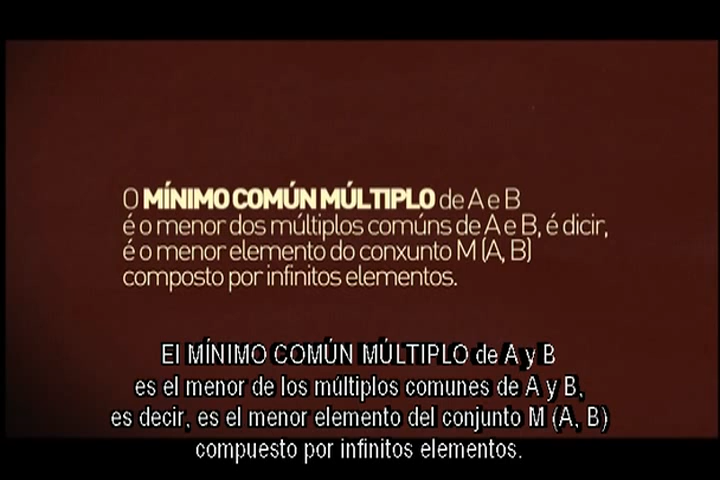 O MÍNIMO COMÚN MÚLTIPLO de A e B
é o menor dos múltiplos comúns de A e B, é dicir,
é o menor elemento do conxunto M (A, B)
composto por infinitos elementos.
El MÍNIMO COMÚN MÚLTIPLO de A y B
es el menor de los múltiplos comunes de A y B,
es decir, es el menor elemento del conjunto M (A, B)
compuesto por infinitos elementos.